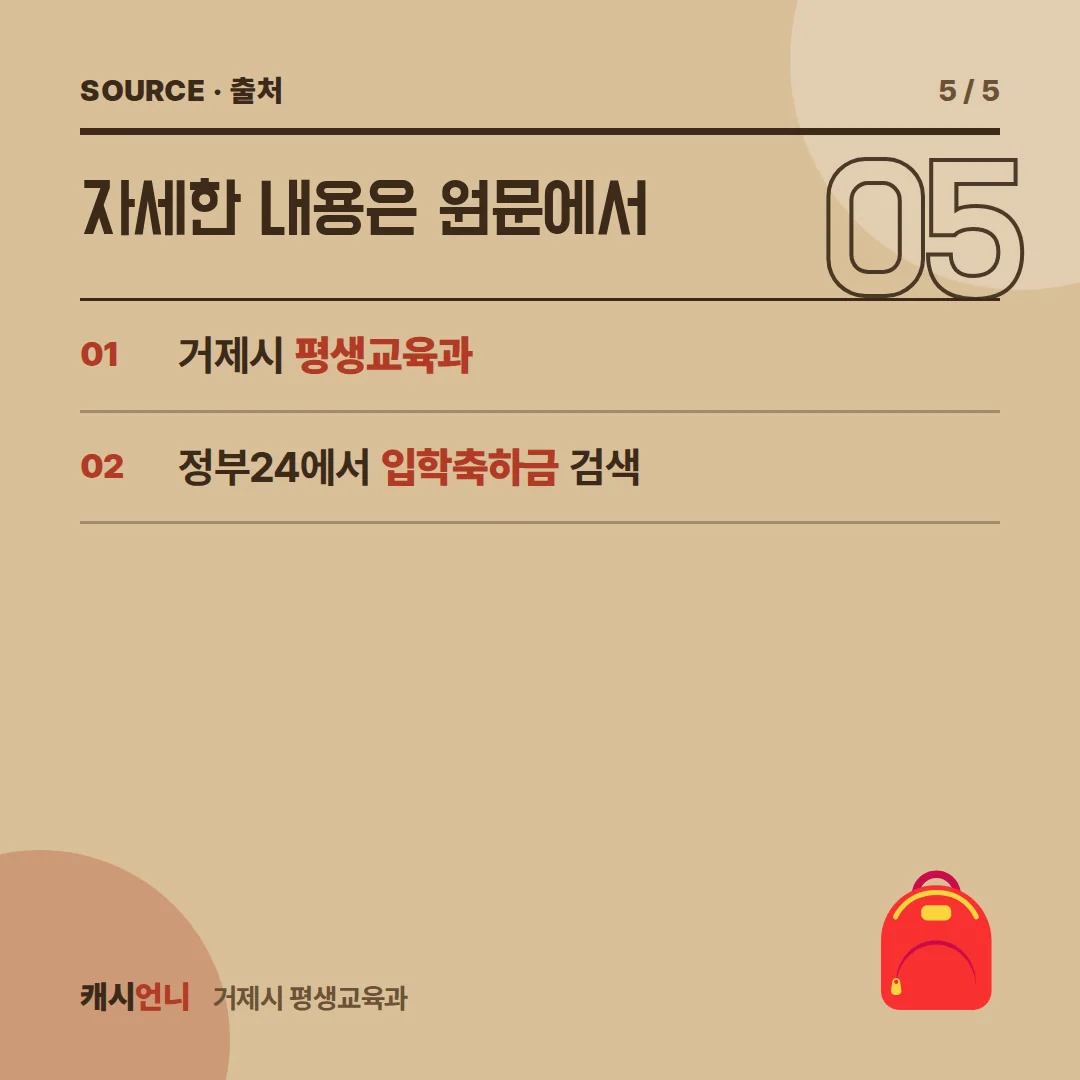 SOURCE · 출처
5 / 5
자세한 내용은 원문에서
05
01 거제시 평생교육과
02 정부24에서 입학축하금 검색
캐시언니 거제시 평생교육과